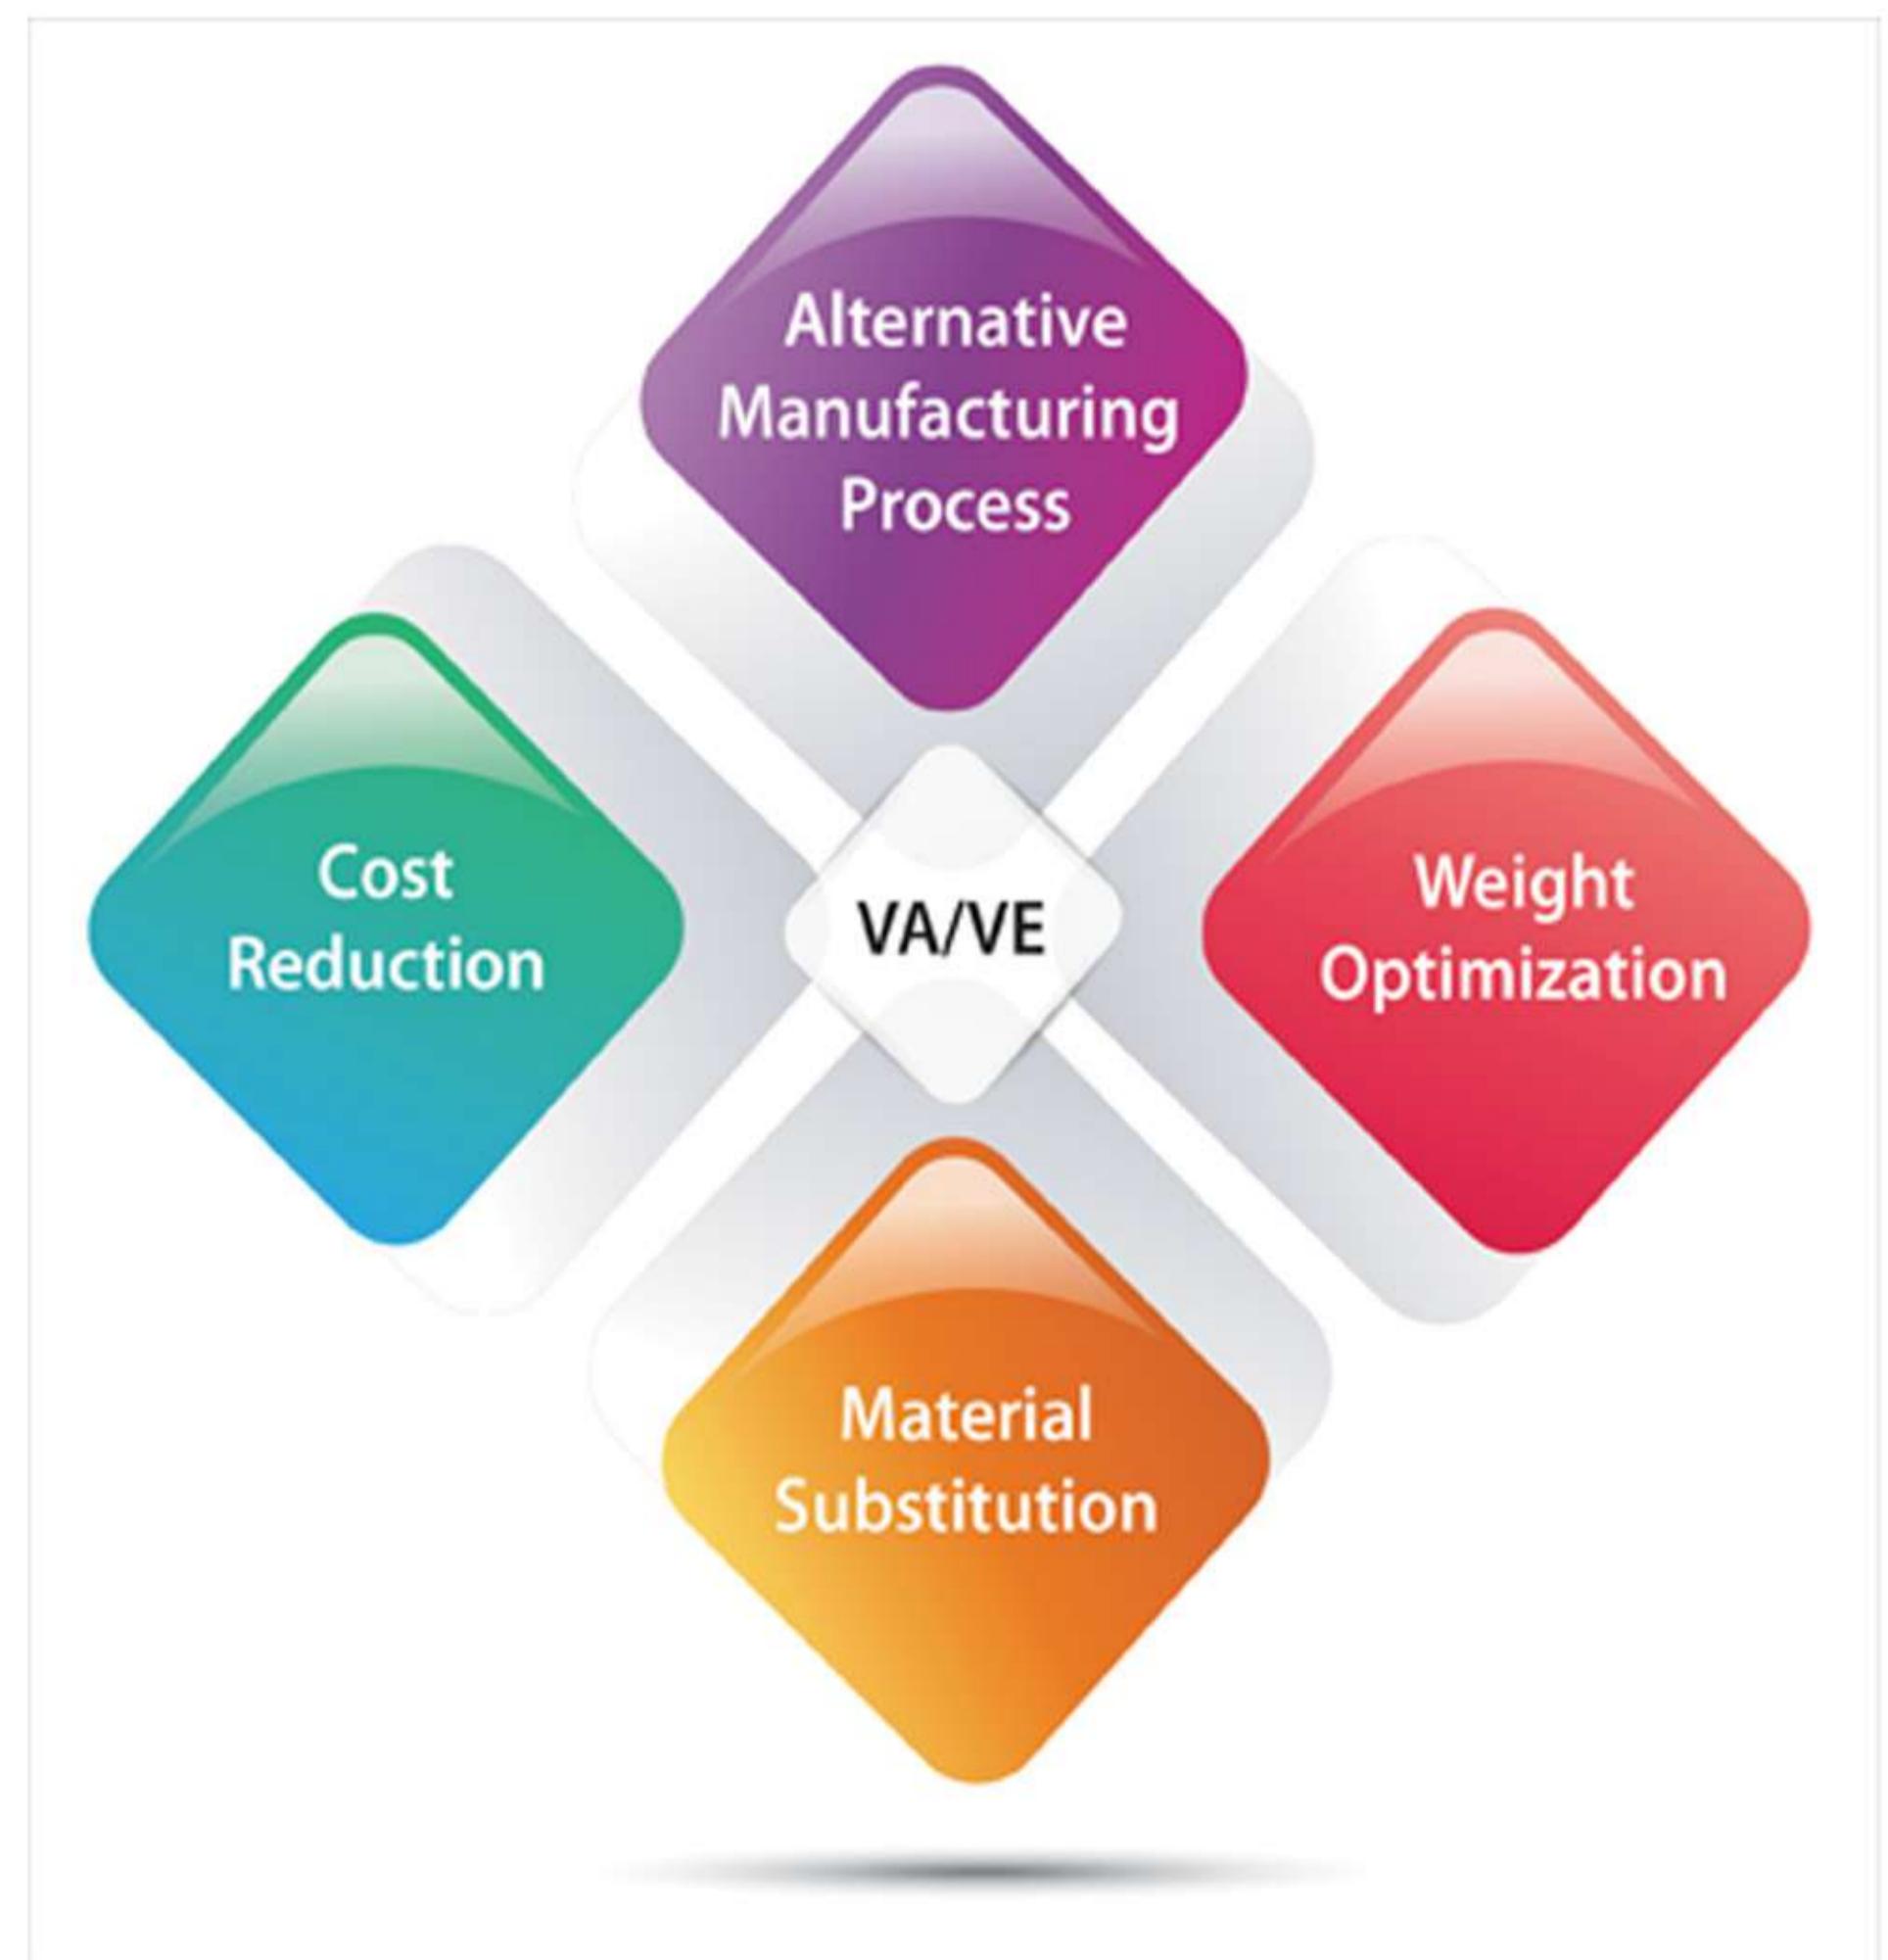 Alternative
Manufacturing
Process
Cost
Reduction
VA/VE
Weight
Optimization
Material
Substitution